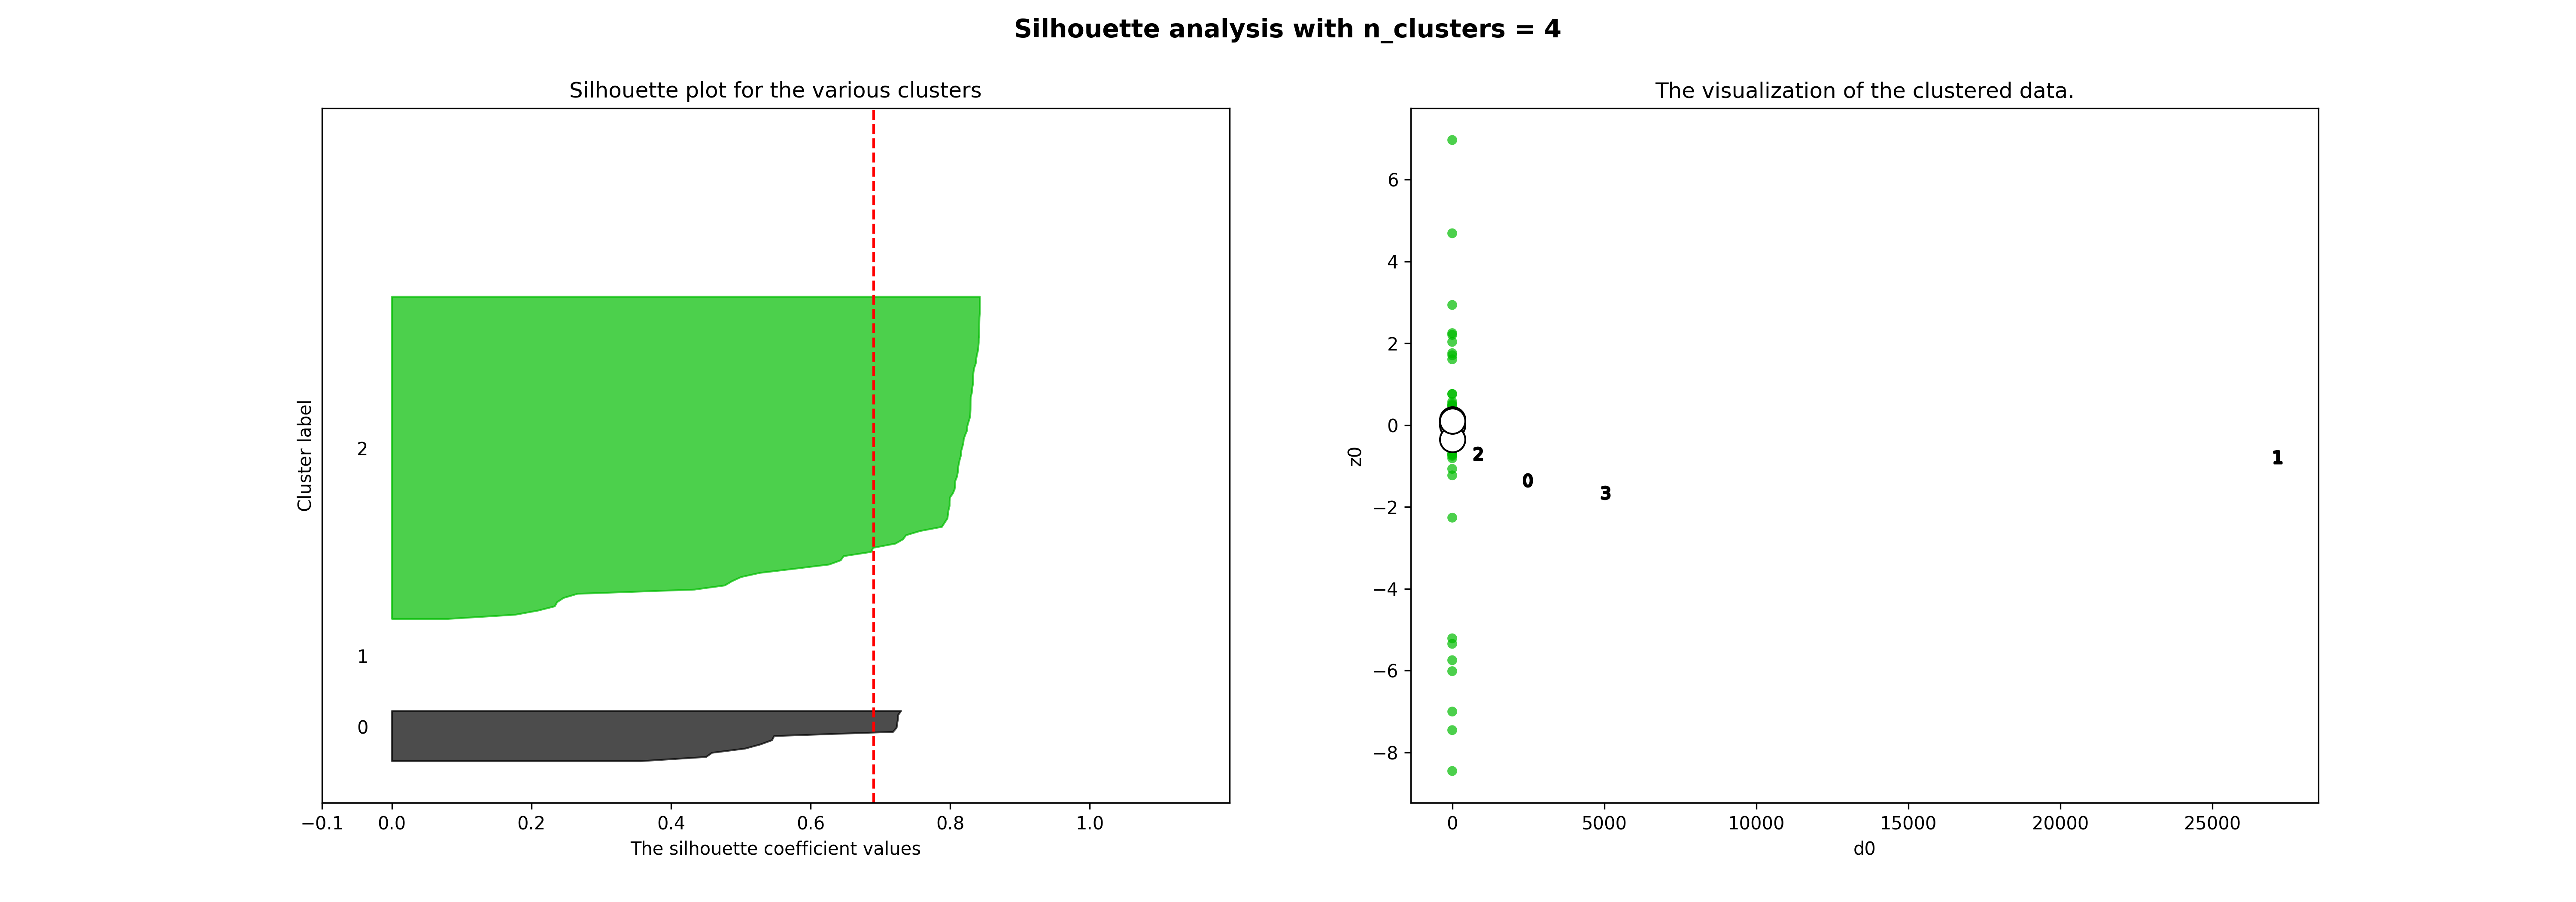 Silhouette analysis with n_clusters = 4
Silhouette plot for the various clusters
Cluster label
2
1
0
−0.1 0.0 0.2 0.4 0.6 0.8 1.0
The silhouette coefficient values
The visualization of the clustered data.
z0
6
4
2
0
−2
−4
−6
−8
2
0
3
1
0 5000 10000 15000 20000 25000
d0